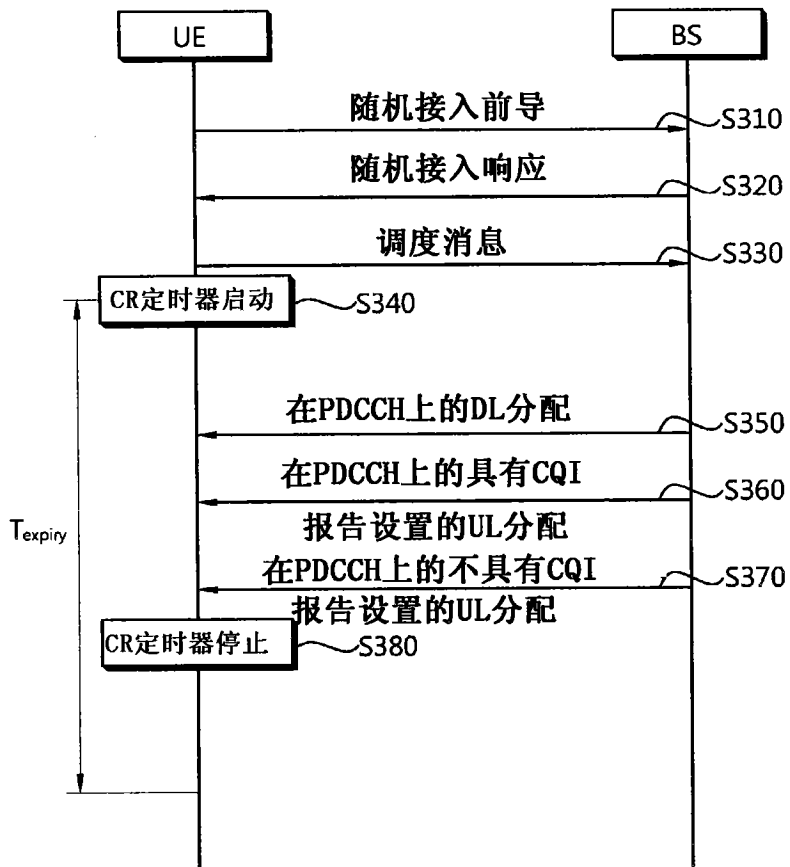 UE
BS
随机接入前导
S310
随机接入响应
S320
调度消息
S330
CR定时器启动
S340
在PDCCH上的DL分配
S350
在PDCCH上的具有CQI
S360
报告设置的UL分配
Texpiry
在PDCCH上的不具有CQI
S370
报告设置的UL分配
CR定时器停止
S380